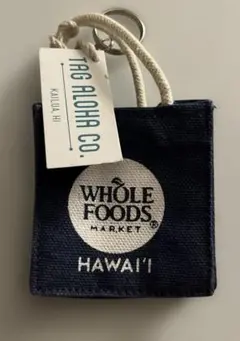 TAG ALOHA CO.
KAILUA, HI
WHOLE
FOODS
MARKET
®
HAWAI'I